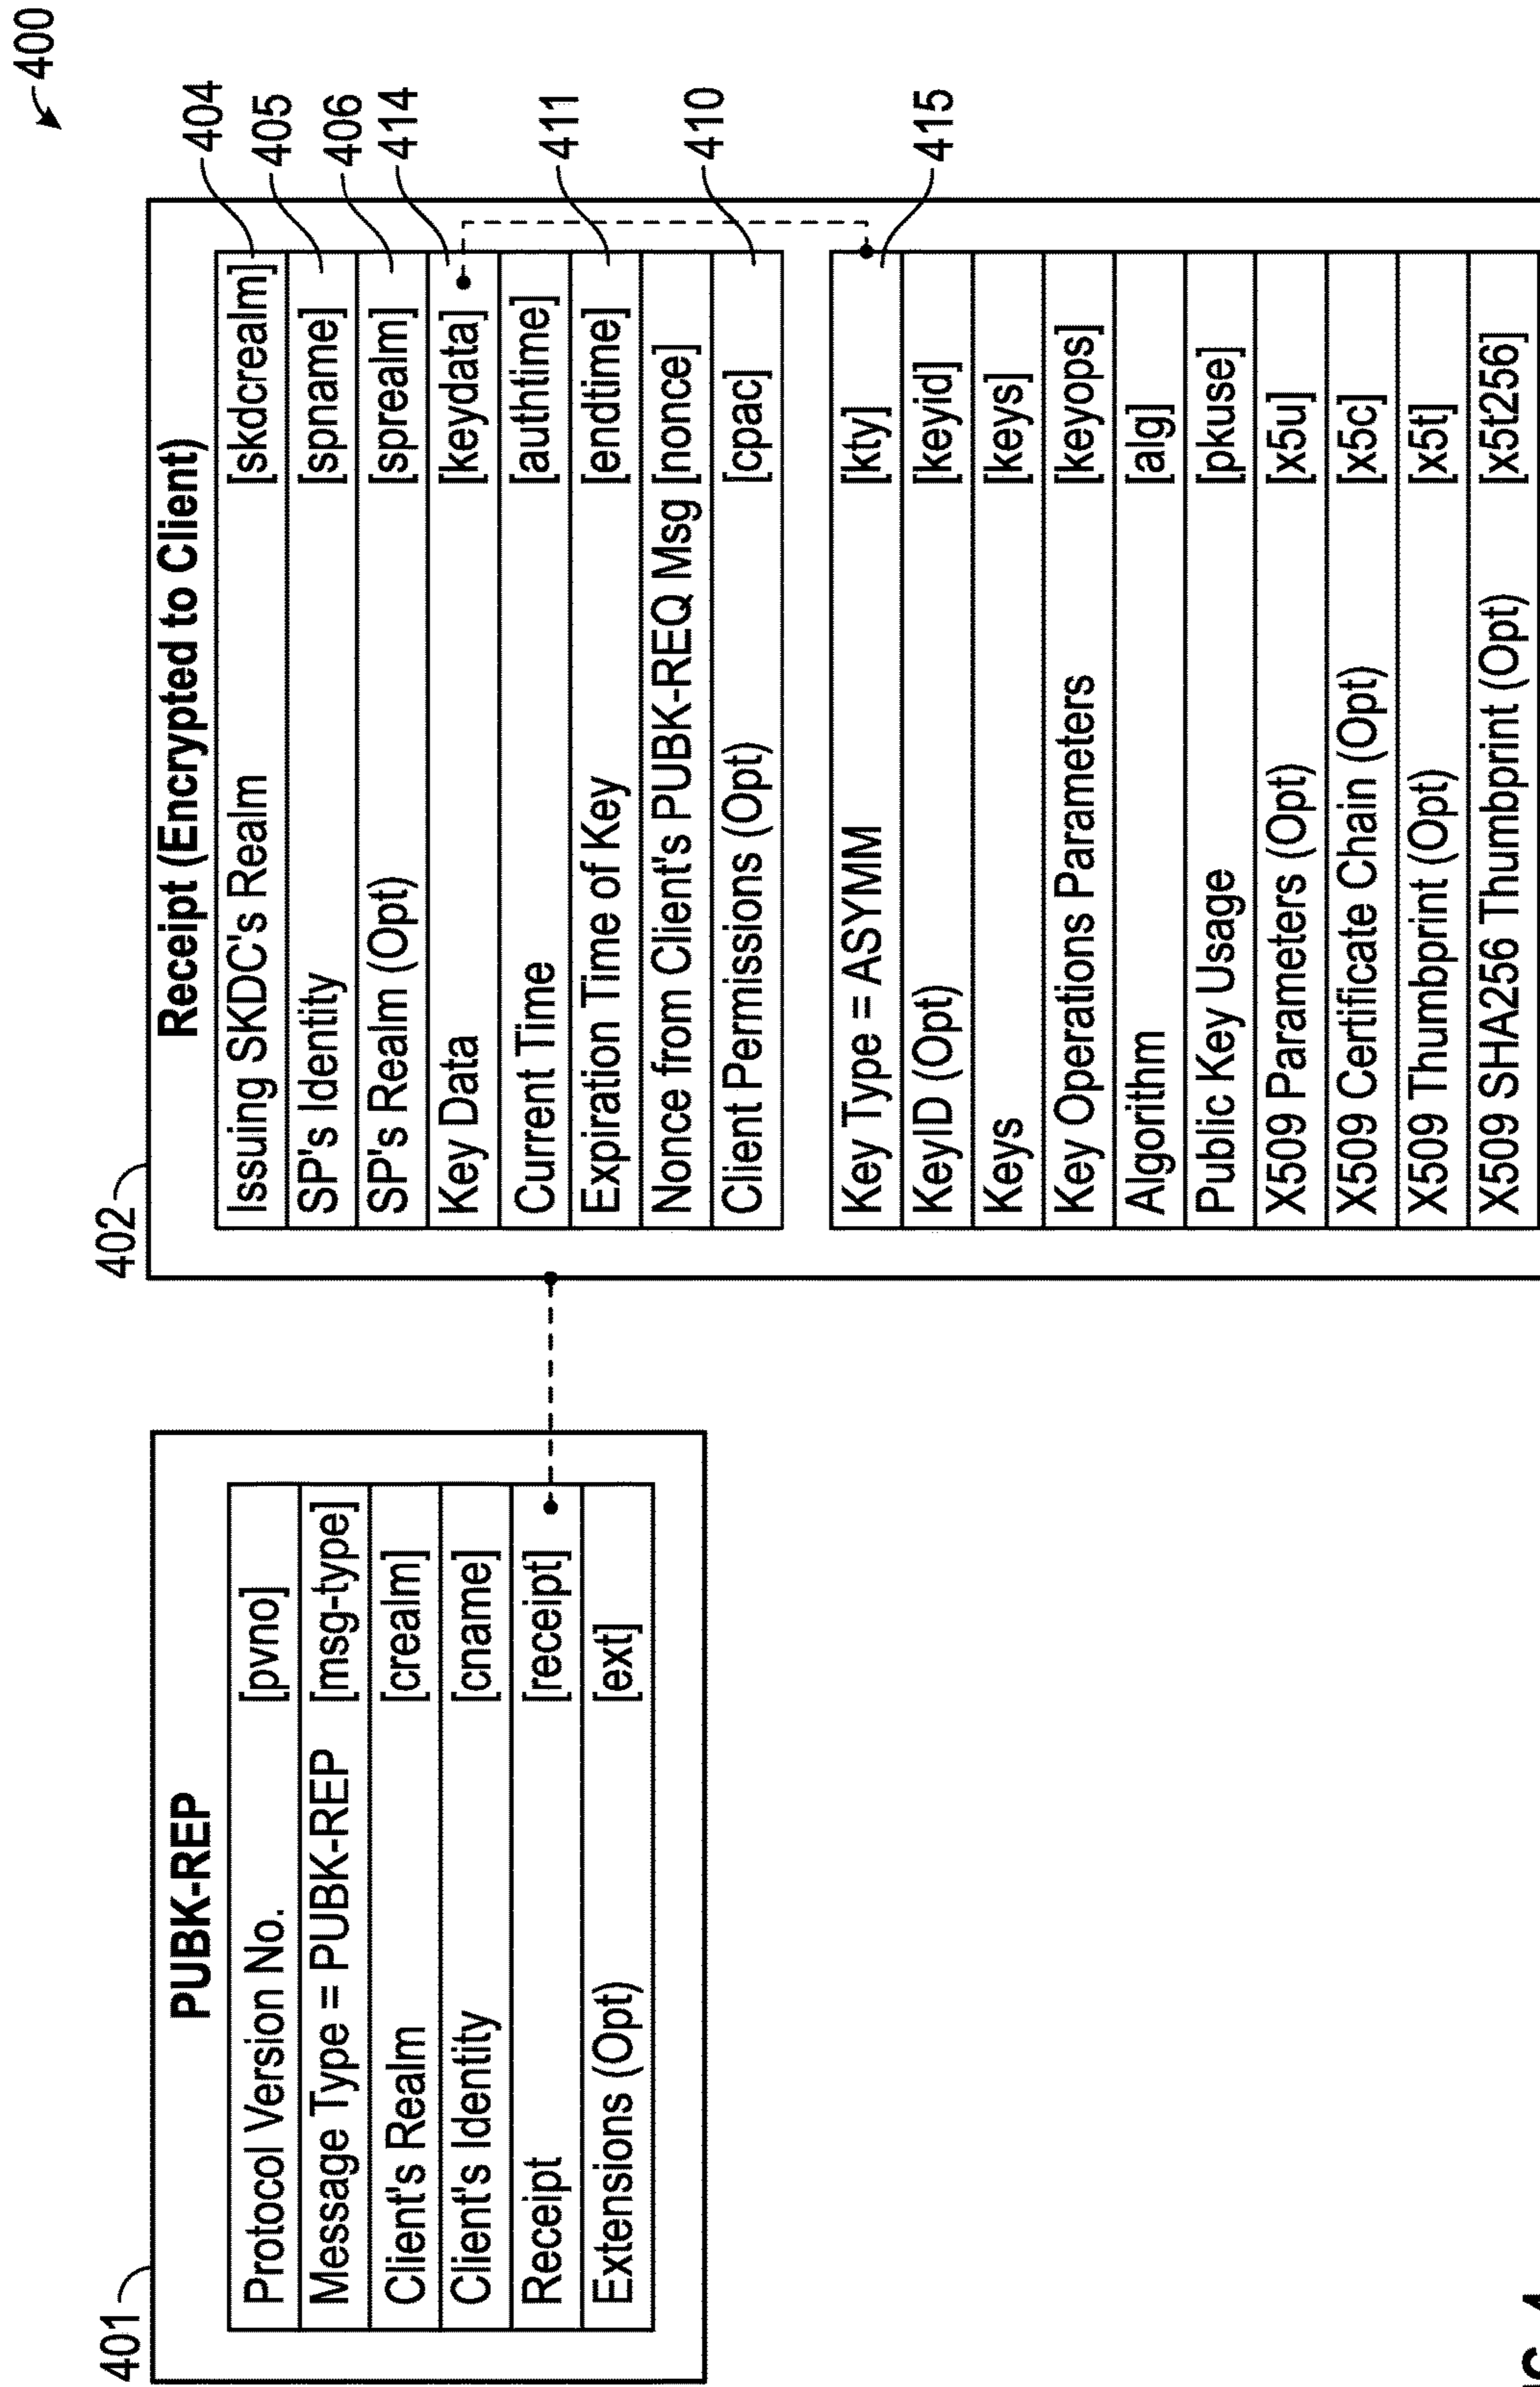 400
401
PUBK-REP
Protocol Version No. [pvno]
Message Type = PUBK-REP [msg-type]
Client's Realm [crealm]
Client's Identity [cname]
Receipt [receipt]
Extensions (Opt) [ext]
402
Receipt (Encrypted to Client)
Issuing SKDC's Realm [skdcrealm]
404
SP's Identity [spname]
405
SP's Realm (Opt) [sprealm]
406
Key Data [keydata]
414
Current Time [authtime]
Expiration Time of Key [endtime]
411
Nonce from Client's PUBK-REQ Msg [nonce]
Client Permissions (Opt) [cpac]
410
Key Type = ASYMM [kty]
415
KeyID (Opt) [keyid]
Keys [keys]
Key Operations Parameters [keyops]
Algorithm [alg]
Public Key Usage [pkuse]
X509 Parameters (Opt) [x5u]
X509 Certificate Chain (Opt) [x5c]
X509 Thumbprint (Opt) [x5t]
X509 SHA256 Thumbprint (Opt) [x5t256]